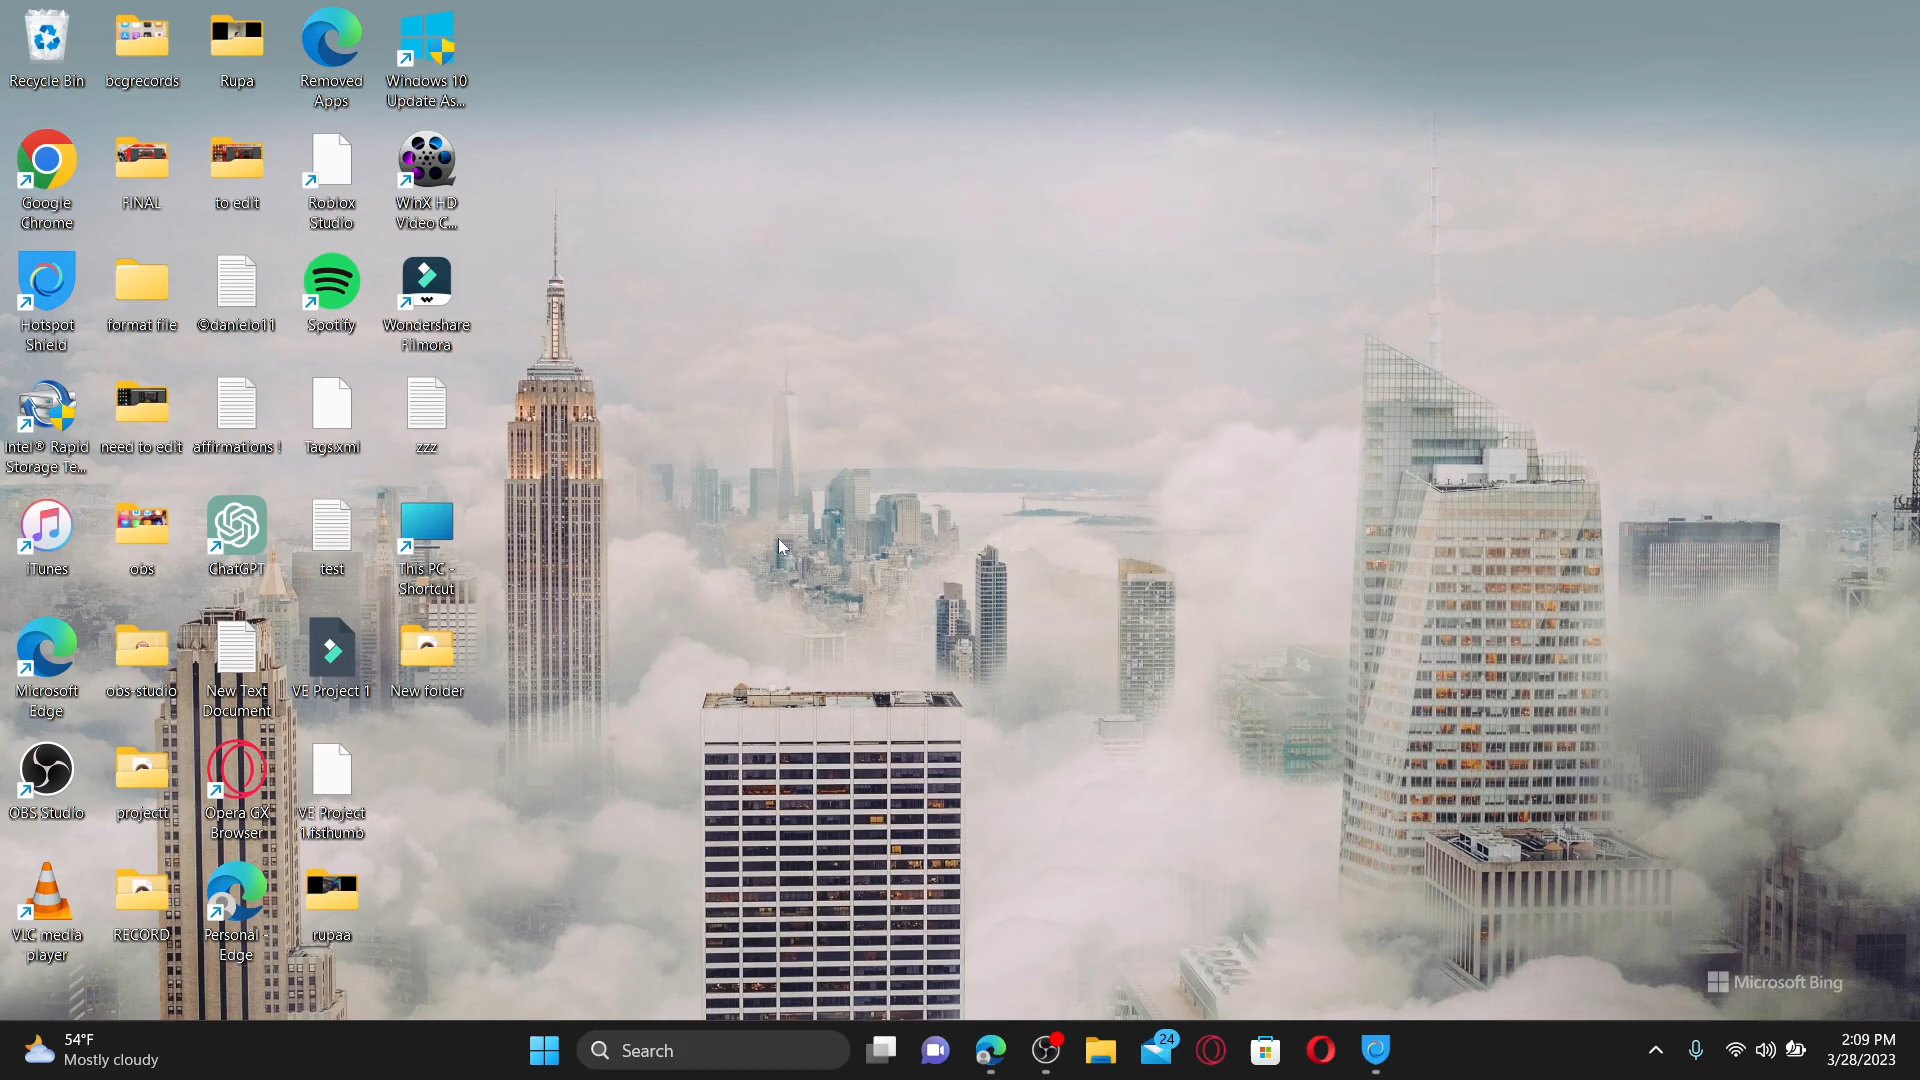 Recycle Bin
bcgrecords
Rupa
Removed
Apps
Windows 10
Update As...
Google
Chrome
FINAL
to edit
Roblox
Studio
WinX HD
Video C...
Hotspot
Shield
format file
©danielo11
Spotify
Wondershare
Filmora
Intel® Rapid
Storage Te...
need to edit
affirmations !
Tags.xml
zzz
iTunes
obs
ChatGPT
test
This PC -
Shortcut
Microsoft
Edge
obs-studio
New Text
Document
VE Project 1
New folder
OBS Studio
projectt
Opera GX
Browser
VE Project
1.fsthumb
VLC media
player
RECORD
Personal -
Edge
rupaa
Microsoft Bing
54°F
Mostly cloudy
Search
24
2:09 PM
3/28/2023